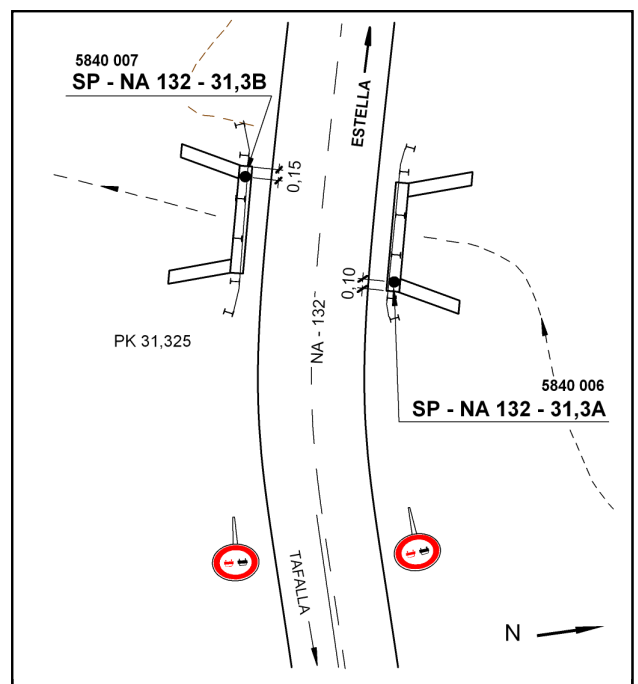 5840 007
SP - NA 132 - 31,3B
ESTELLA
0,15
0,10
NA - 132
PK 31,325
5840 006
SP - NA 132 - 31,3A
TAFALLA
N